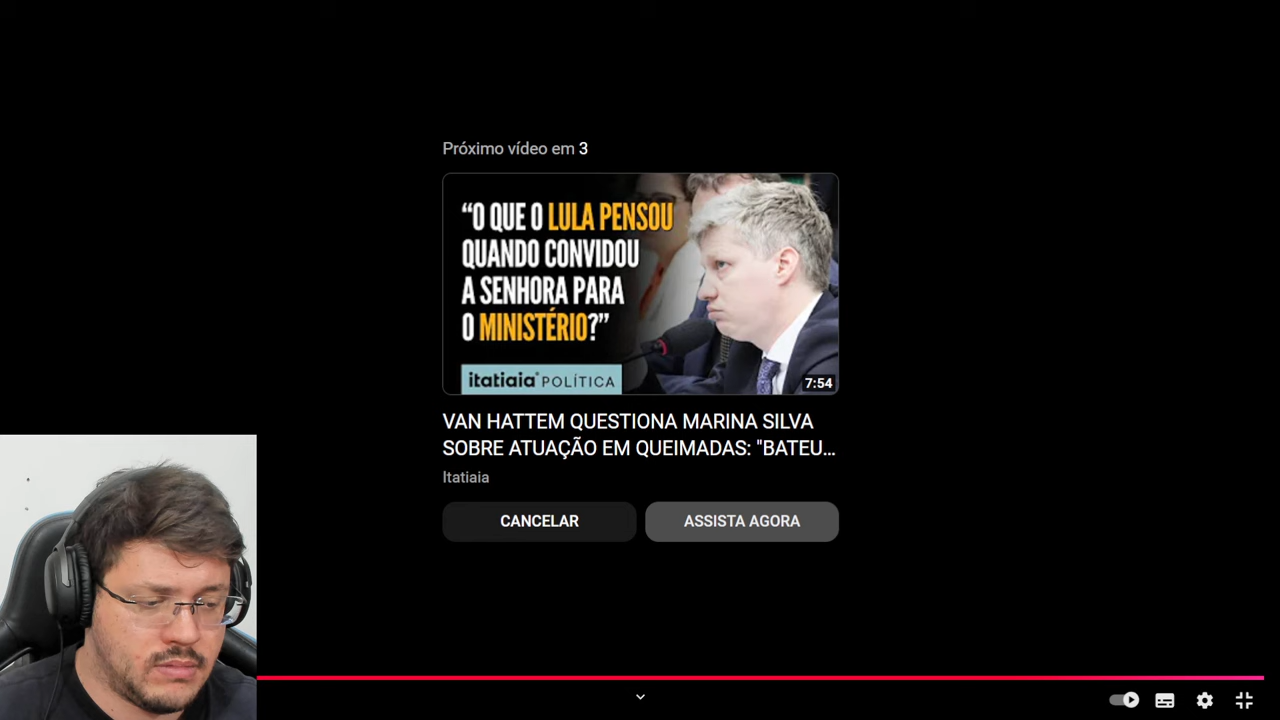 Próximo vídeo em 3
“O QUE O LULA PENSOU
QUANDO CONVIDOU
A SENHORA PARA
O MINISTÉRIO?”
itatiaia POLÍTICA
7:54
VAN HATTEM QUESTIONA MARINA SILVA
SOBRE ATUAÇÃO EM QUEIMADAS: "BATEU...
Itatiaia
CANCELAR
ASSISTA AGORA